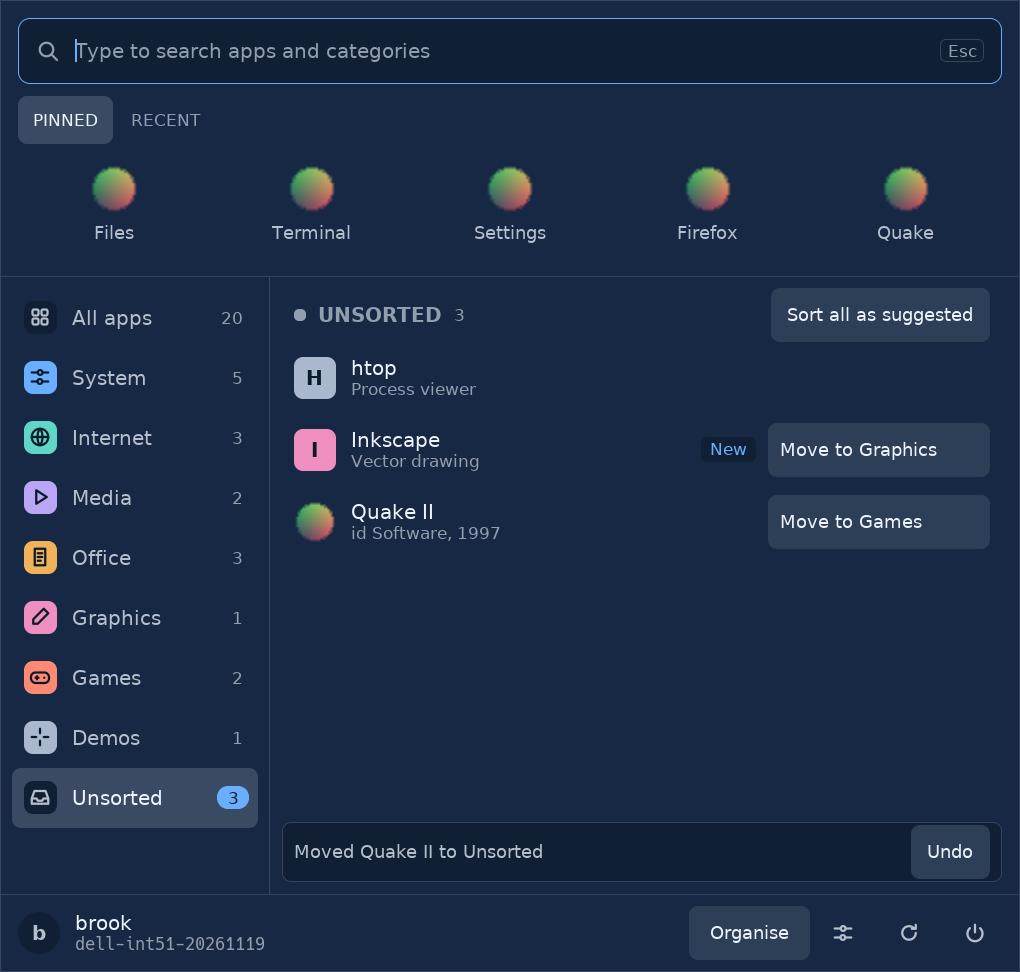 Type to search apps and categories Esc
PINNED RECENT
Files Terminal Settings Firefox Quake
All apps 20
System 5
Internet 3
Media 2
Office 3
Graphics 1
Games 2
Demos 1
Unsorted 3
UNSORTED 3 Sort all as suggested
H htop
Process viewer
I Inkscape
Vector drawing
New Move to Graphics
Quake II
id Software, 1997
Move to Games
Moved Quake II to Unsorted Undo
b brook
dell-int51-20261119
Organise